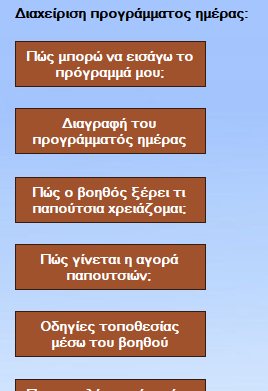 Διαχείριση προγράμματος ημέρας:
Πώς μπορώ να εισάγω το
πρόγραμμά μου;
Διαγραφή του
προγράμματός ημέρας
Πώς ο βοηθός ξέρει τι
παπούτσια χρειάζομαι;
Πώς γίνεται η αγορά
παπουτσιών;
Οδηγίες τοποθεσίας
μέσω του βοηθού